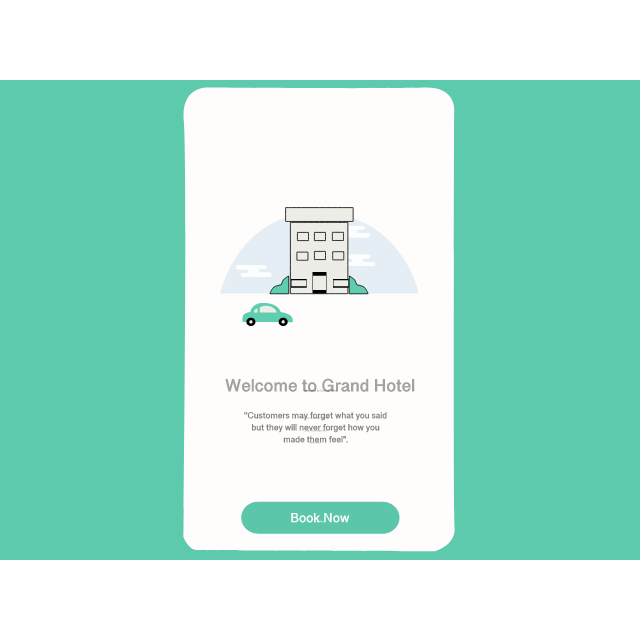 Welcome to Grand Hotel
"Customers may forget what you said
but they will never forget how you
made them feel".
Book Now